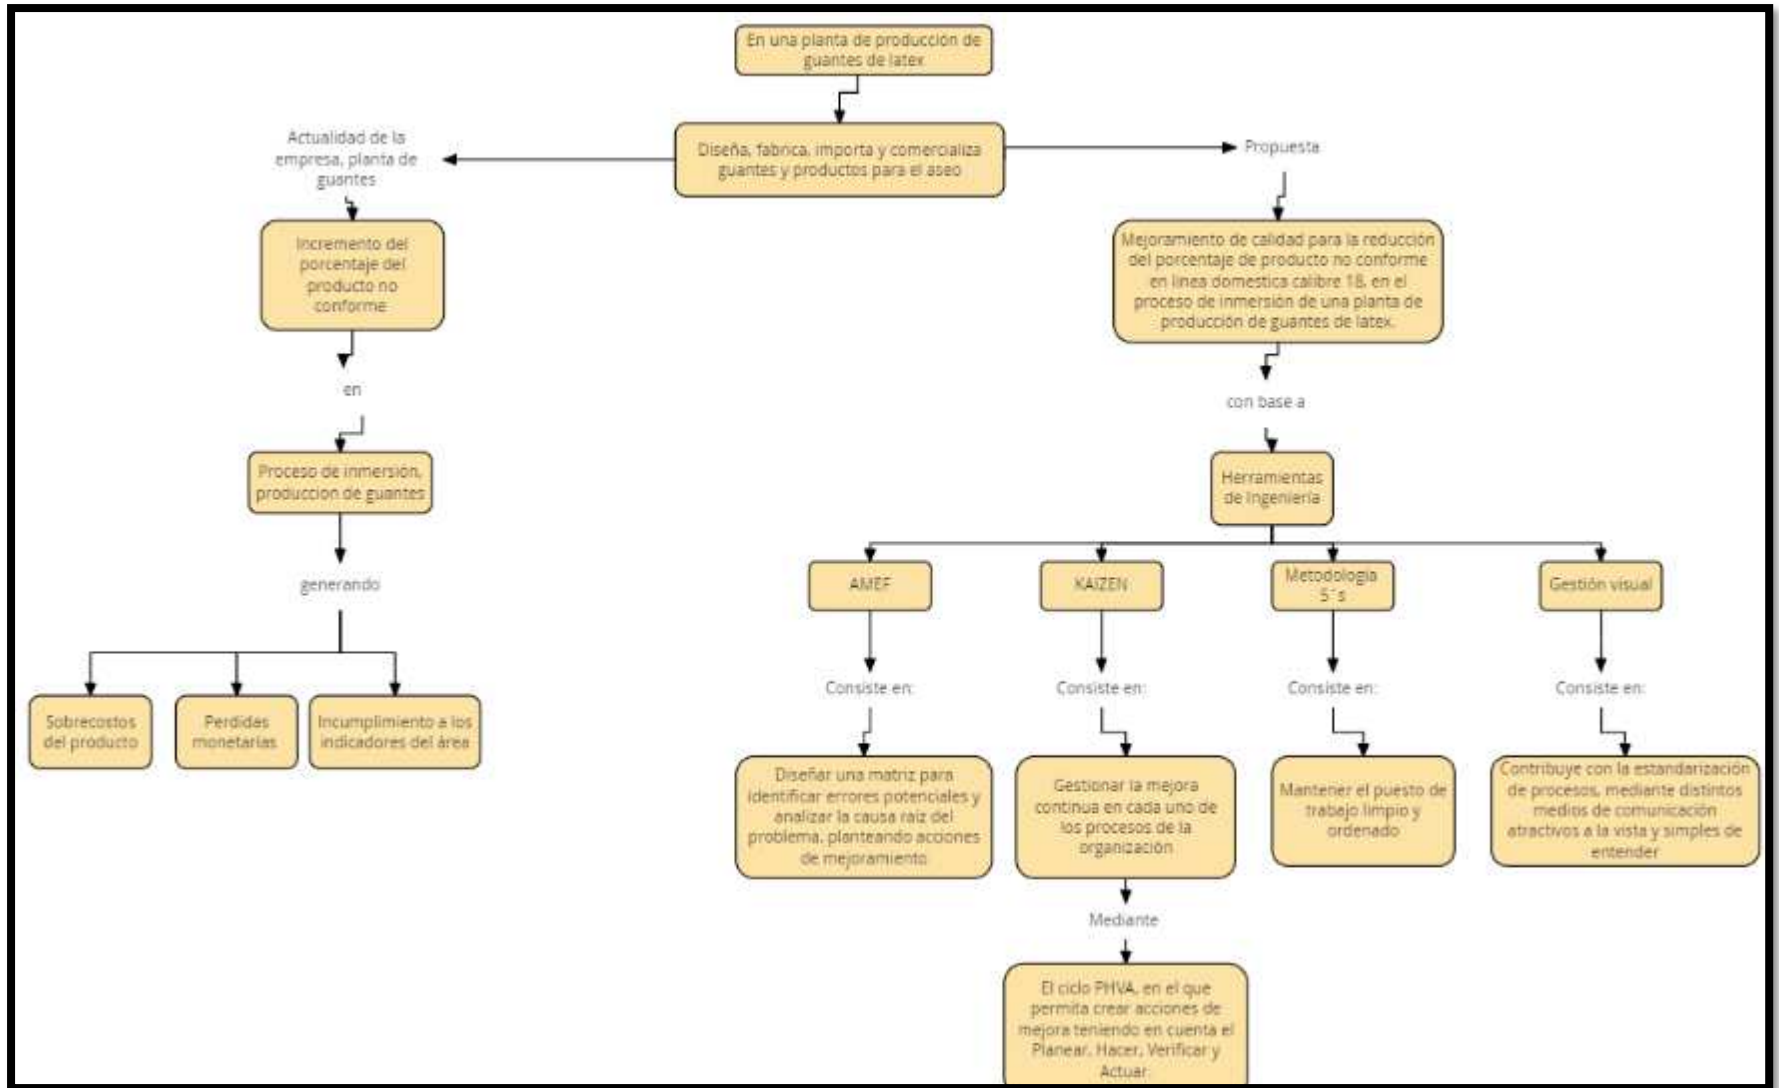 En una planta de producción de
guantes de latex
Diseña, fabrica, importa y comercializa
guantes y productos para el aseo
Actualidad de la
empresa, planta de
guantes
Incremento del
porcentaje del
producto no
conforme
en
Proceso de inmersión,
produccion de guantes
generando
Sobrecostos
del producto
Perdidas
monetarias
Incumplimiento a los
indicadores del área
Propuesta
Mejoramiento de calidad para la reducción
del porcentaje de producto no conforme
en linea domestica calibre 18, en el
proceso de inmersión de una planta de
producción de guantes de latex.
con base a
Herramientas
de Ingeniería
AMEF
Consiste en:
Diseñar una matriz para
identificar errores potenciales y
analizar la causa raíz del
problema, planteando acciones
de mejoramiento
KAIZEN
Consiste en:
Gestionar la mejora
continua en cada uno de
los procesos de la
organización
Mediante
El ciclo PHVA, en el que
permita crear acciones de
mejora teniendo en cuenta el
Planear, Hacer, Verificar y
Actuar.
Metodologia
5´s
Consiste en:
Mantener el puesto de
trabajo limpio y
ordenado
Gestión visual
Consiste en:
Contribuye con la estandarización
de procesos, mediante distintos
medios de comunicación
atractivos a la vista y simples de
entender